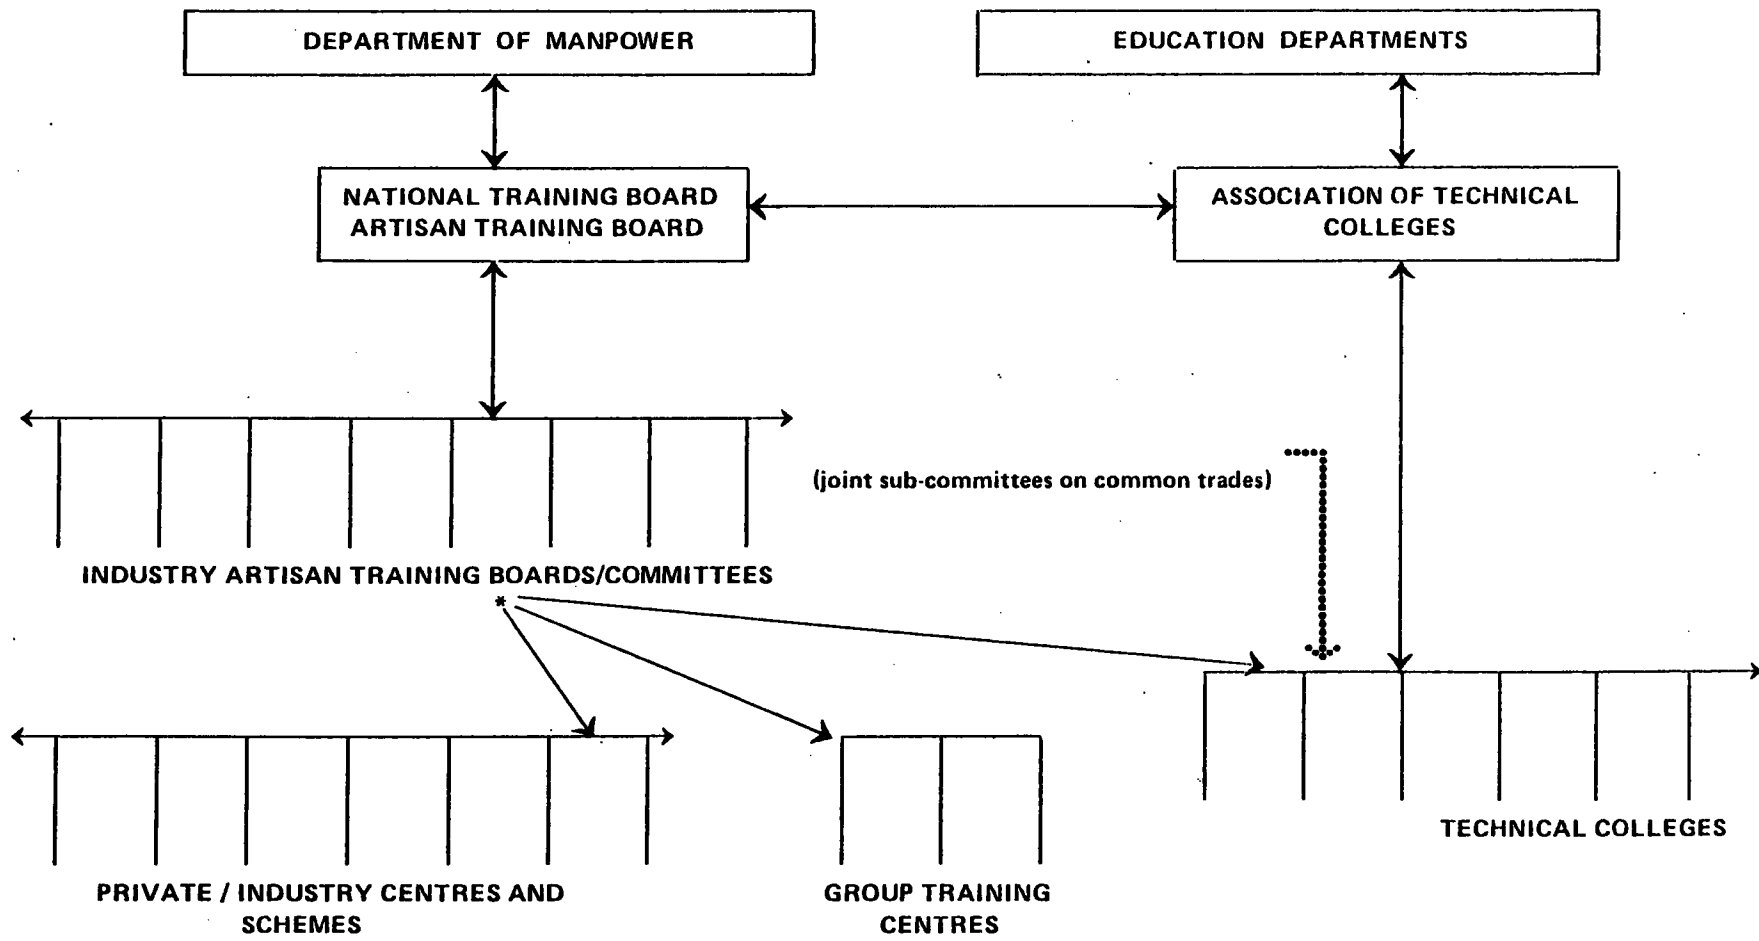 DEPARTMENT OF MANPOWER
EDUCATION DEPARTMENTS
NATIONAL TRAINING BOARD
ARTISAN TRAINING BOARD
ASSOCIATION OF TECHNICAL
COLLEGES
(joint sub-committees on common trades)
INDUSTRY ARTISAN TRAINING BOARDS/COMMITTEES
*
TECHNICAL COLLEGES
PRIVATE / INDUSTRY CENTRES AND
SCHEMES
GROUP TRAINING
CENTRES